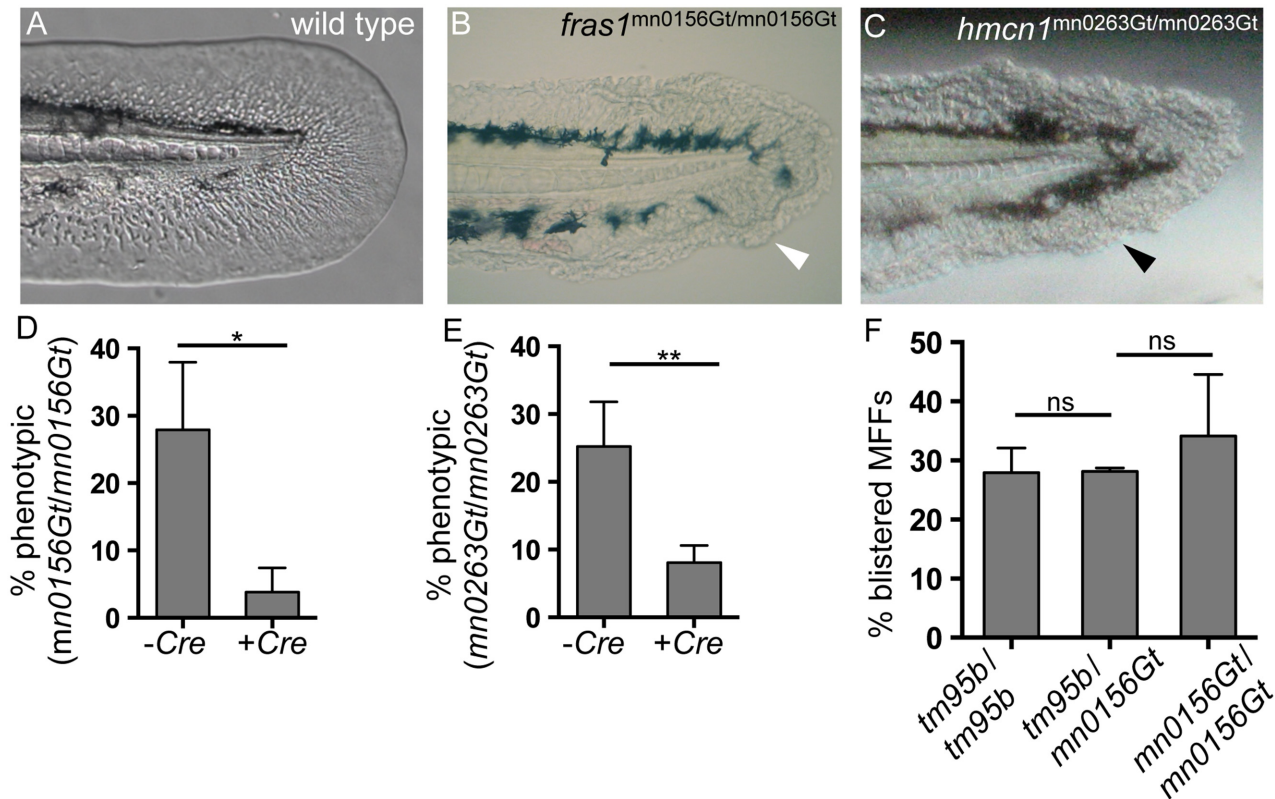 A
wild type
B
fras1mn0156Gt/mn0156Gt
C
hmcn1mn0263Gt/mn0263Gt
D
% phenotypic
(mn0156Gt/mn0156Gt)
40
30
20
10
0
*
-Cre
+Cre
E
% phenotypic
(mn0263Gt/mn0263Gt)
40
30
20
10
0
**
-Cre
+Cre
F
% blistered MFFs
50
40
30
20
10
0
ns
ns
tm95b/
tm95b
tm95b/
mn0156Gt
mn0156Gt/
mn0156Gt